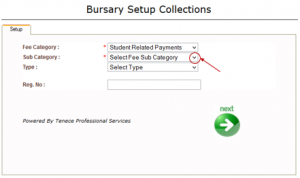 Bursary Setup Collections
Setup
Fee Category :
* Student Related Payments
Sub Category :
* Select Fee Sub Category
Type :
Select Type
Reg. No :
next
Powered By Tenece Professional Services